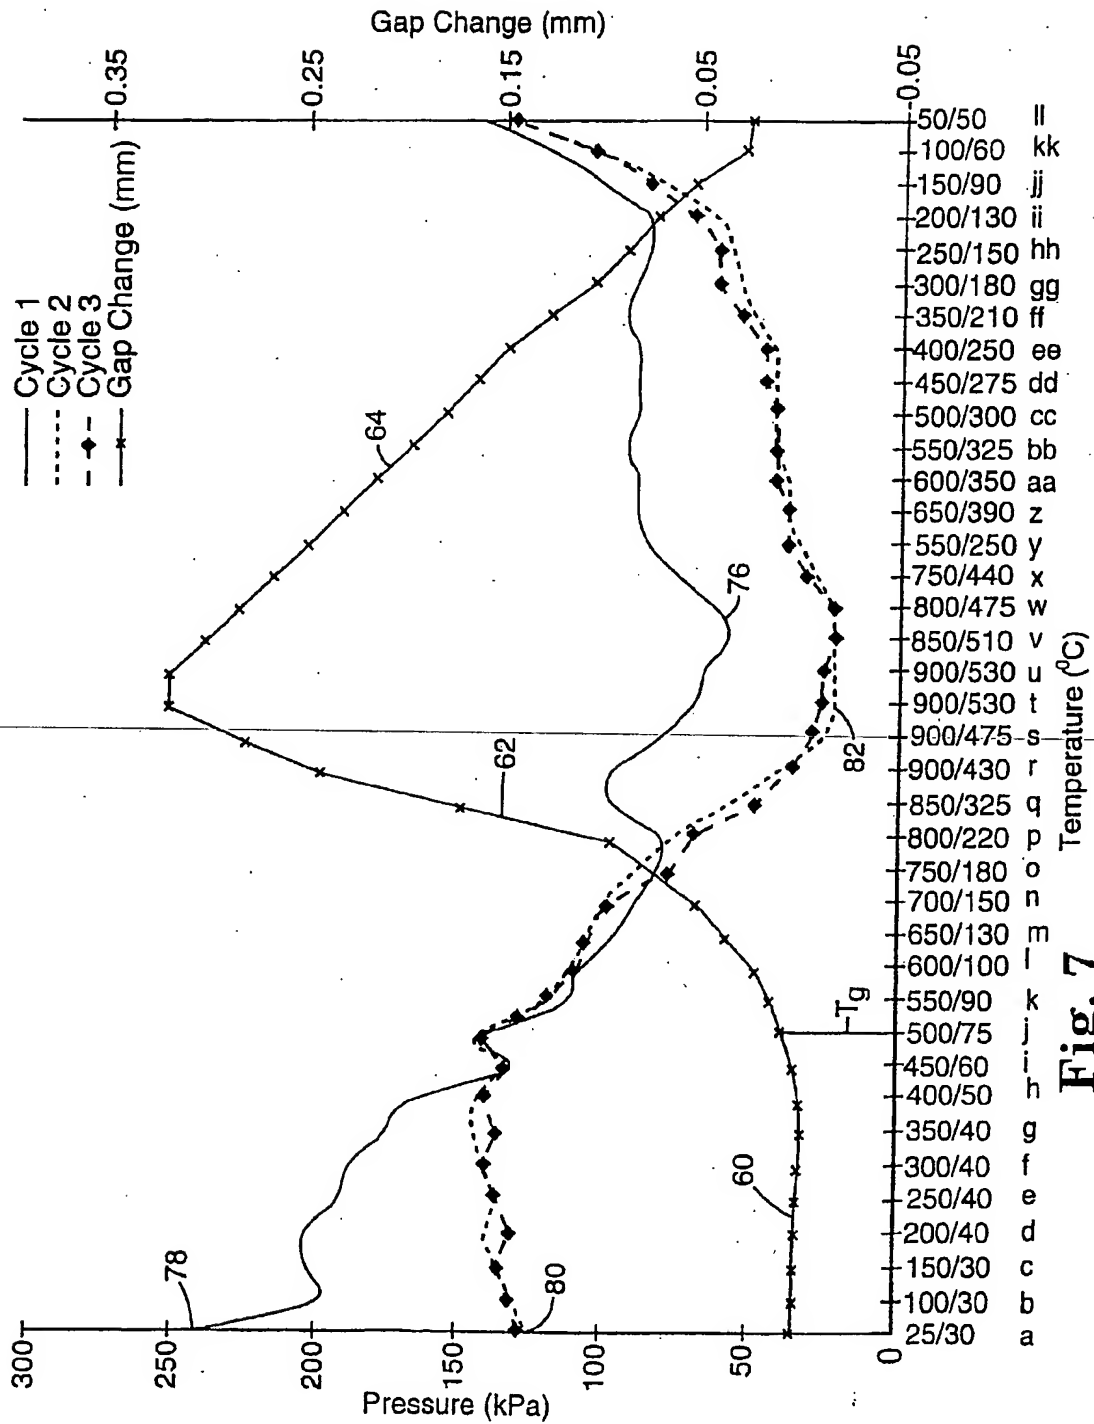 Cycle 1
Cycle 2
Cycle 3
Gap Change (mm)
Pressure (kPa)
300
250
200
150
100
50
0
Gap Change (mm)
0.35
0.25
0.15
0.05
0.05
78
80
60
62
64
76
82
Tg
25/30 a
100/30 b
150/30 c
200/40 d
250/40 e
300/40 f
350/40 g
400/50 h
450/60 i
500/75 j
550/90 k
600/100 l
650/130 m
700/150 n
750/180 o
800/220 p
850/325 q
900/430 r
900/475 s
900/530 t
900/530 u
850/510 v
800/475 w
750/440 x
550/250 y
650/390 z
600/350 aa
550/325 bb
500/300 cc
450/275 dd
400/250 ee
350/210 ff
300/180 gg
250/150 hh
200/130 ii
150/90 jj
100/60 kk
50/50 ll
Temperature (⁰C)
Fig. 7